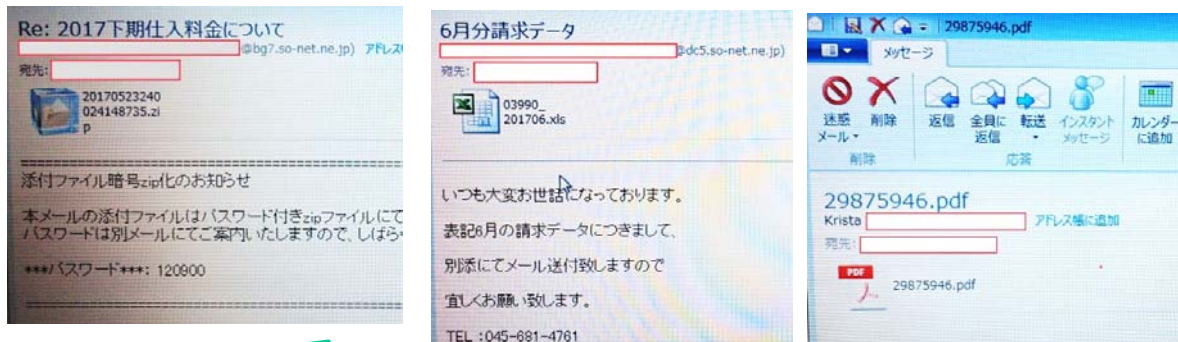 Re: 2017下期仕入料金について
@bg7.so-net.ne.jp)
宛先:
20170523240
024148735.zi
p
添付ファイル暗号zip化のお知らせ
本メールの添付ファイルはパスワード付きzipファイルにて
パスワードは別メールにてご案内いたしますので、しばら
***パスワード***: 120900
6月分請求データ
@dc5.so-net.ne.jp)
宛先:
03990_
201706.xls
いつも大変お世話になっております。
表記6月の請求データにつきまして、
別添にてメール送付致しますので
宜しくお願い致します。
TEL :045-681-4761
29875946.pdf
メッセージ
迷惑
メール
削除
返信
全員に
返信
転送
インスタント
メッセージ
カレンダー
に追加
削除
応答
29875946.pdf
Krista
アドレス帳に追加
宛先:
PDF
29875946.pdf